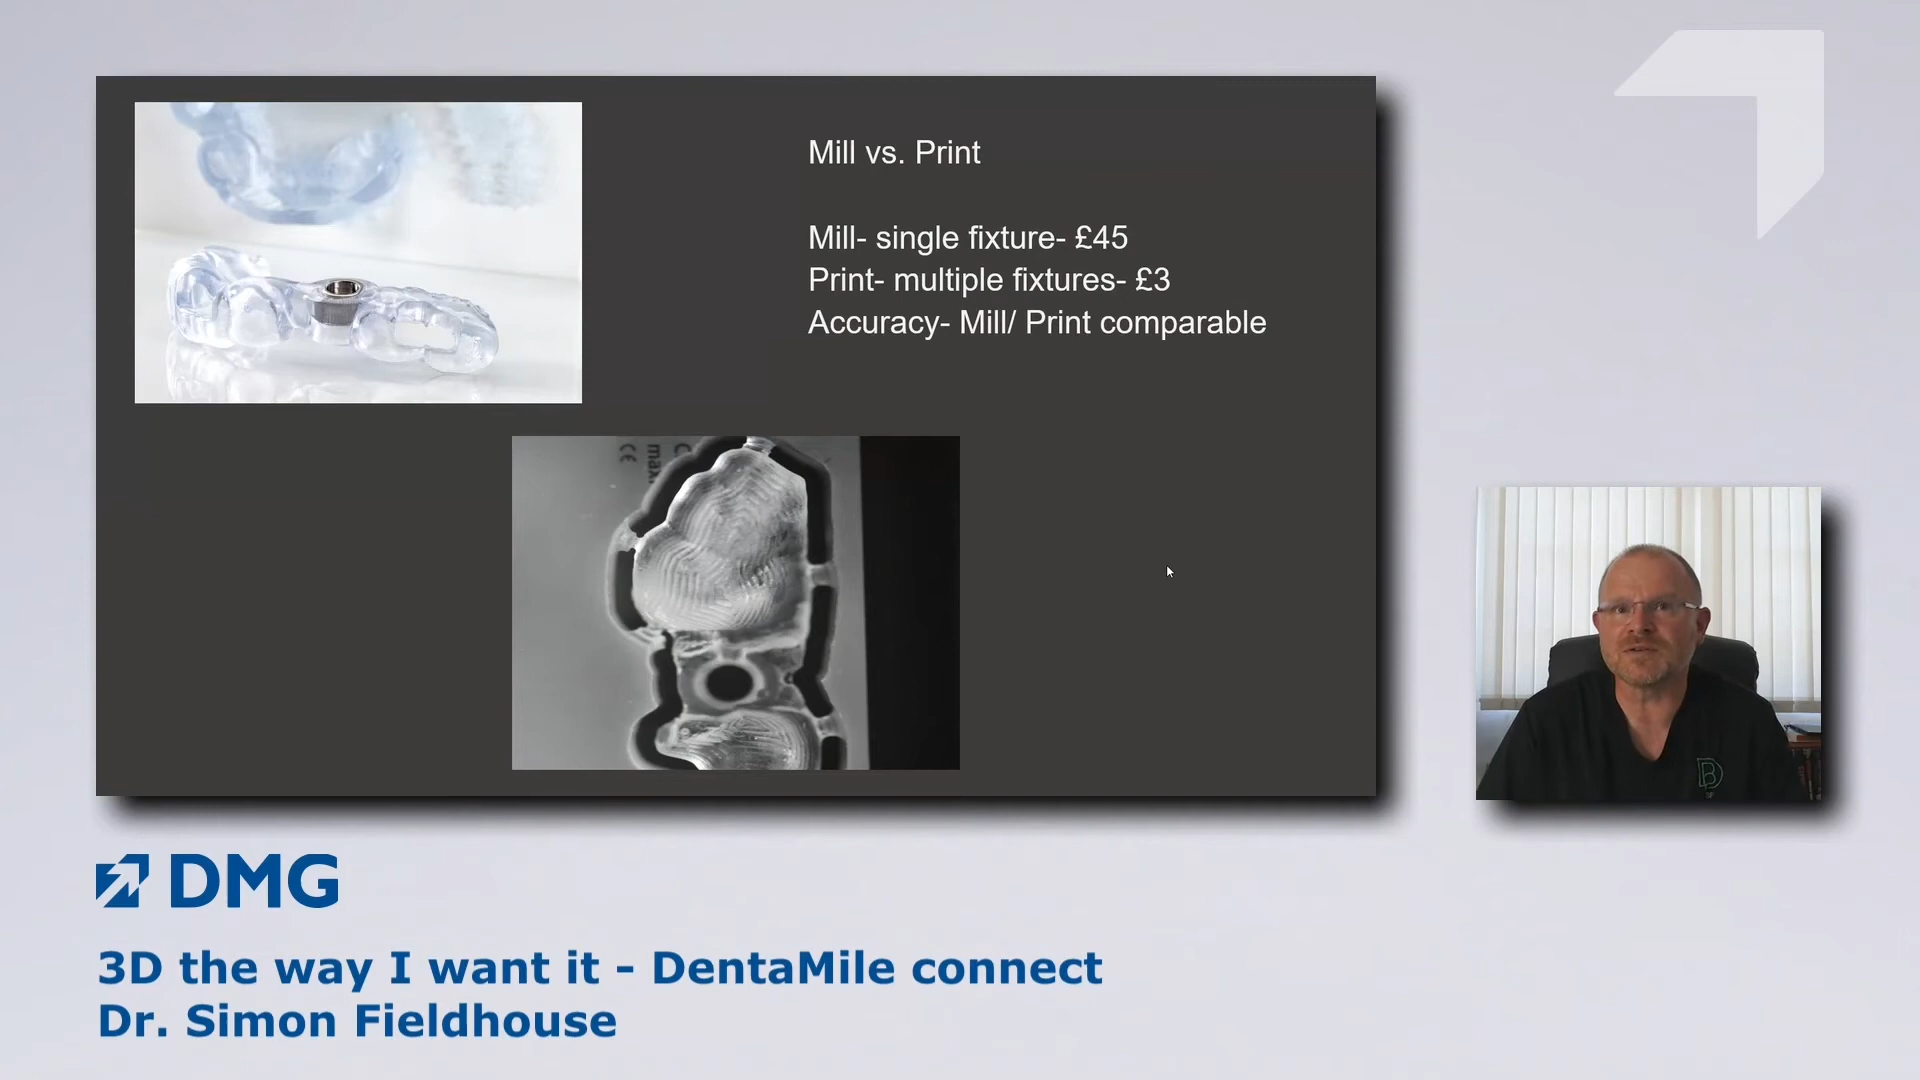 Mill vs. Print
Mill- single fixture- £45
Print- multiple fixtures- £3
Accuracy- Mill/ Print comparable
DMG
3D the way I want it - DentaMile connect
Dr. Simon Fieldhouse